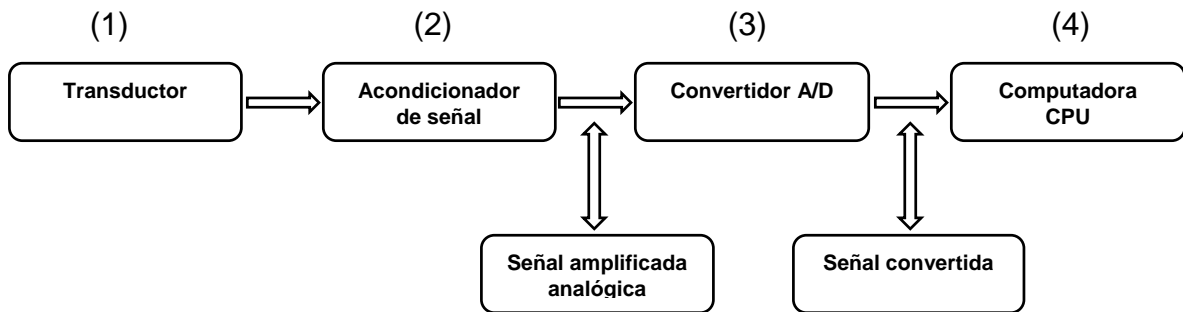 (1)
(2)
(3)
(4)
Transductor
Acondicionador
de señal
Convertidor A/D
Computadora
CPU
Señal amplificada
analógica
Señal convertida